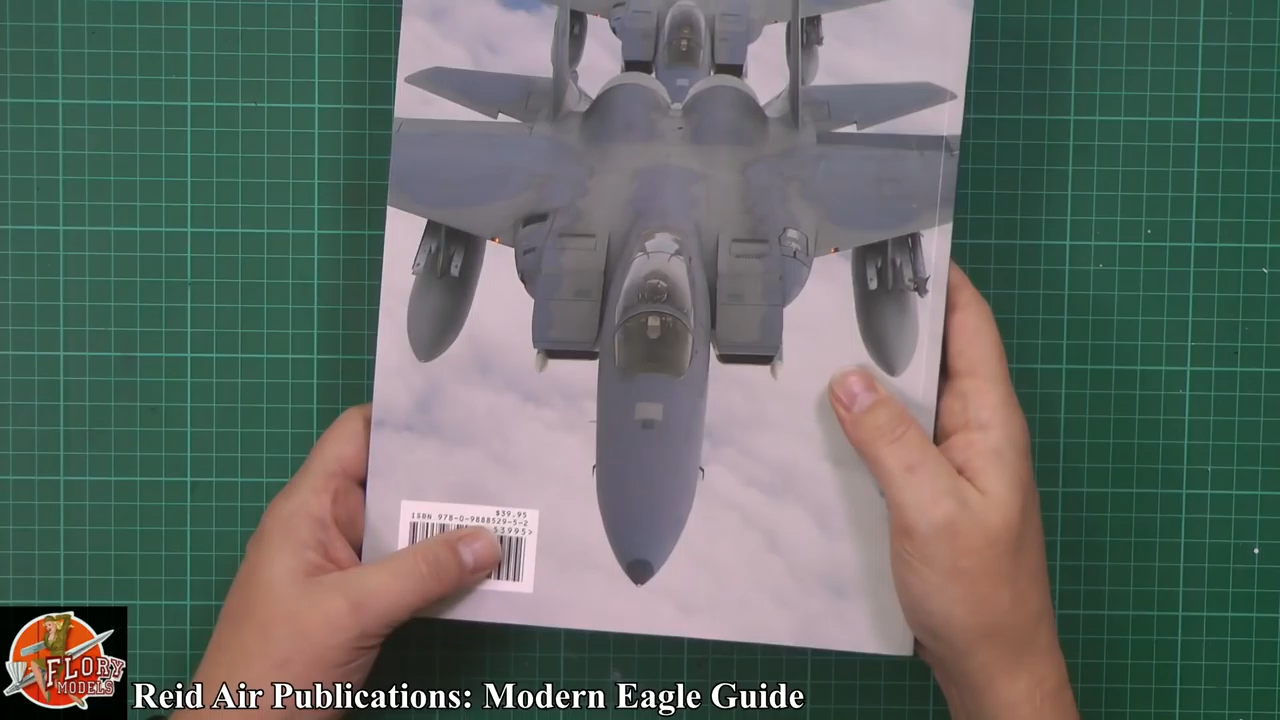 $39.95
ISBN 978-0-9888529-5-2
53995>
FLORY
MODELS
Reid Air Publications: Modern Eagle Guide